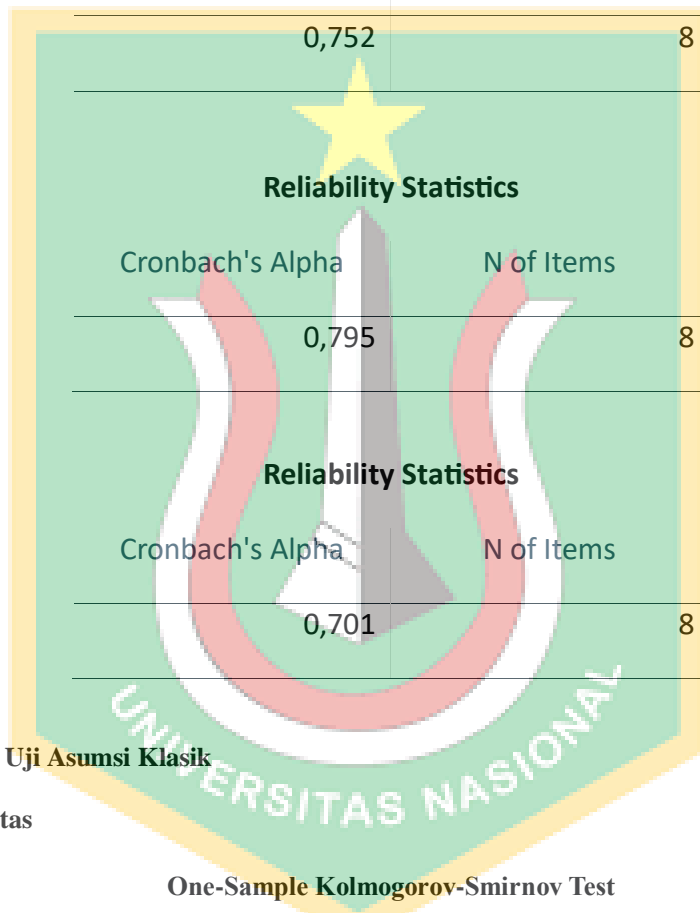 0,752 8
Reliability Statistics
Cronbach's Alpha N of Items
0,795 8
Reliability Statistics
Cronbach's Alpha N of Items
0,701 8
Uji Asumsi Klasik
UNIVERSITAS NASIONAL
tas
One-Sample Kolmogorov-Smirnov Test